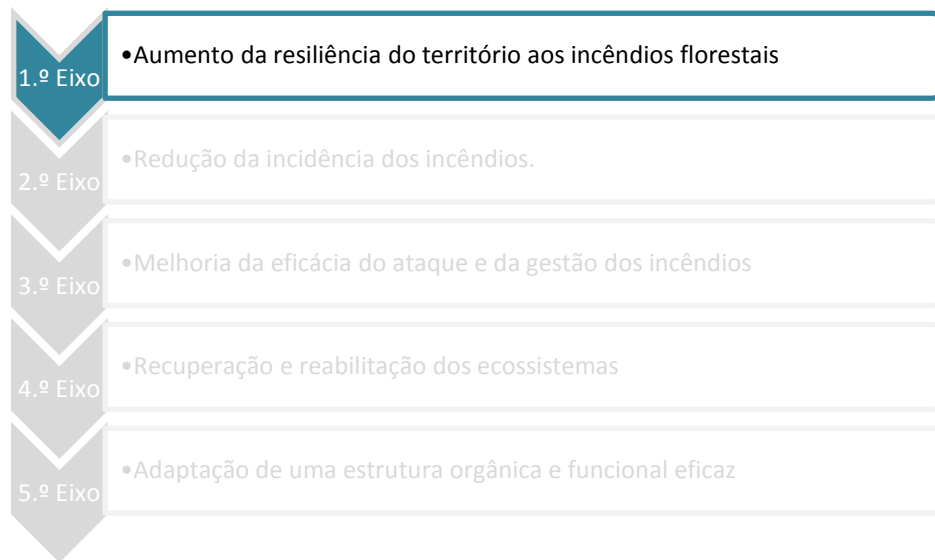 1.º Eixo
•Aumento da resiliência do território aos incêndios florestais
2.º Eixo
•Redução da incidência dos incêndios.
3.º Eixo
•Melhoria da eficácia do ataque e da gestão dos incêndios
4.º Eixo
•Recuperação e reabilitação dos ecossistemas
5.º Eixo
•Adaptação de uma estrutura orgânica e funcional eficaz